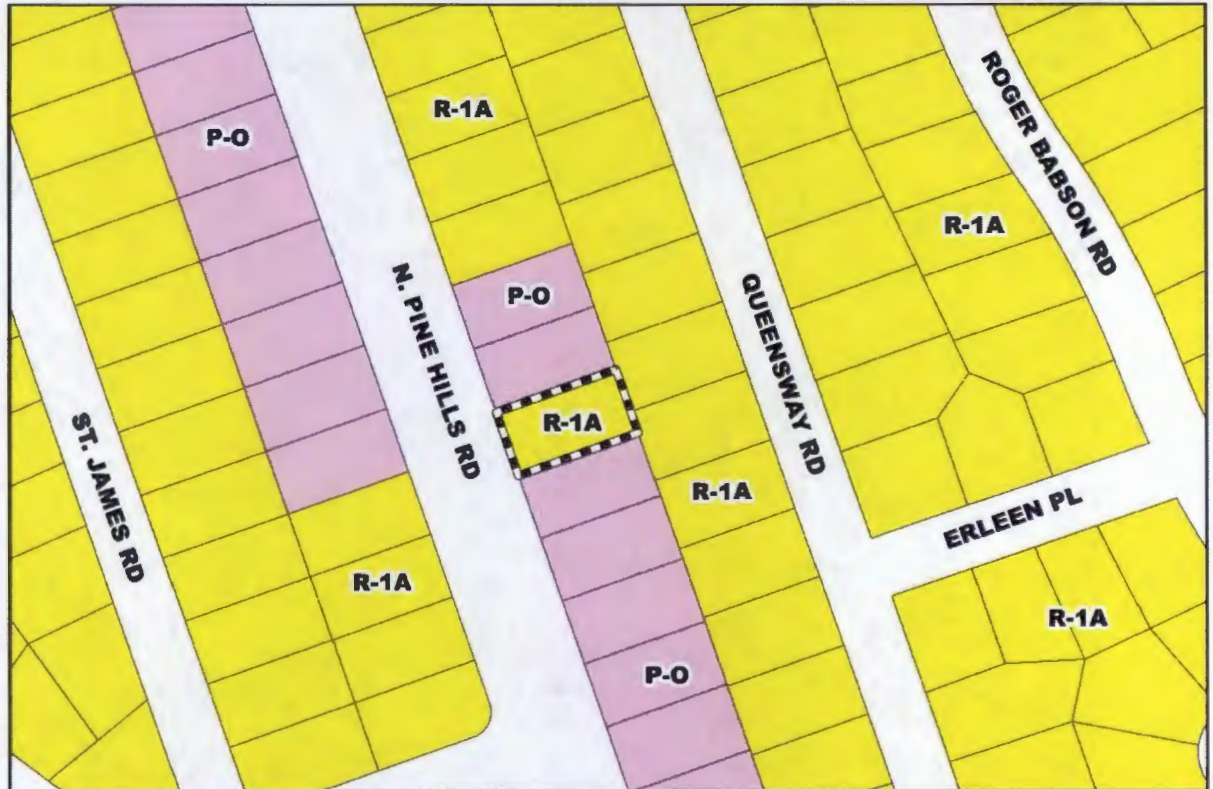 ROGER BABSON RD
R-1A
P-O
R-1A
N. PINE HILLS RD
P-O
QUEENSWAY RD
ST. JAMES RD
R-1A
R-1A
ERLEEN PL
R-1A
R-1A
P-O